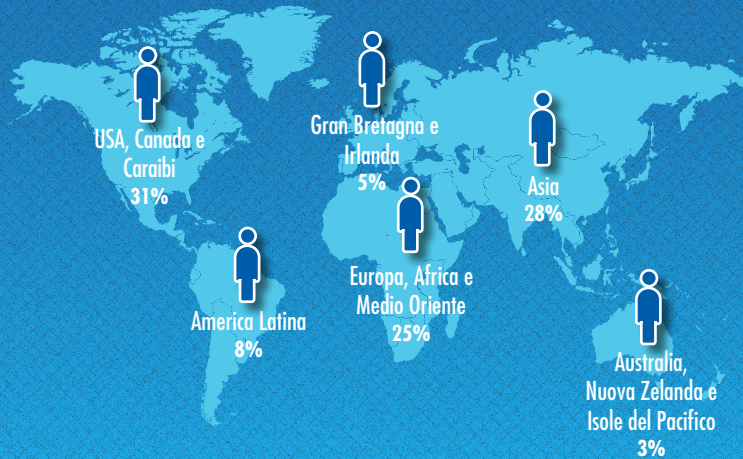 USA, Canada e
Caraibi
31%
Gran Bretagna e
Irlanda
5%
Asia
28%
Europa, Africa e
Medio Oriente
25%
America Latina
8%
Australia,
Nuova Zelanda e
Isole del Pacifico
3%